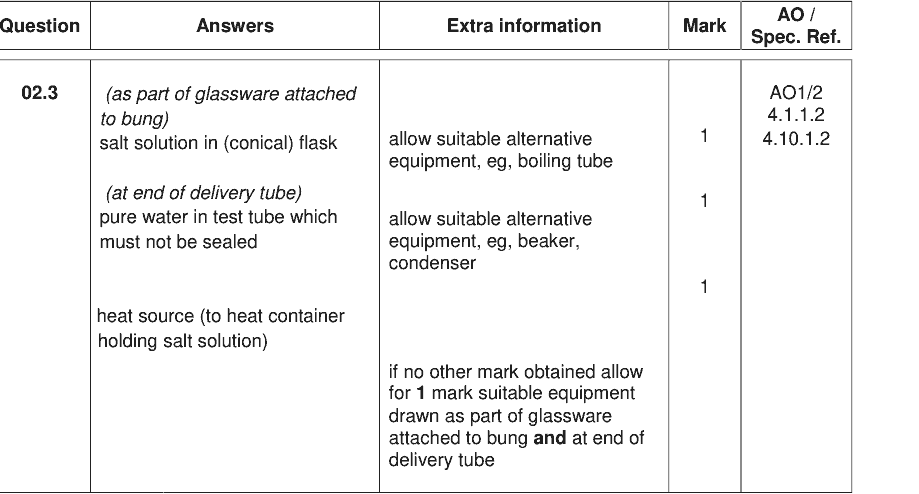 Question Answers Extra information Mark AO /
Spec. Ref.
02.3 (as part of glassware attached
to bung)
salt solution in (conical) flask
allow suitable alternative
equipment, eg, boiling tube
1
AO1/2
4.1.1.2
4.10.1.2
(at end of delivery tube)
pure water in test tube which
must not be sealed
allow suitable alternative
equipment, eg, beaker,
condenser
1
heat source (to heat container
holding salt solution)
1
if no other mark obtained allow
for 1 mark suitable equipment
drawn as part of glassware
attached to bung and at end of
delivery tube